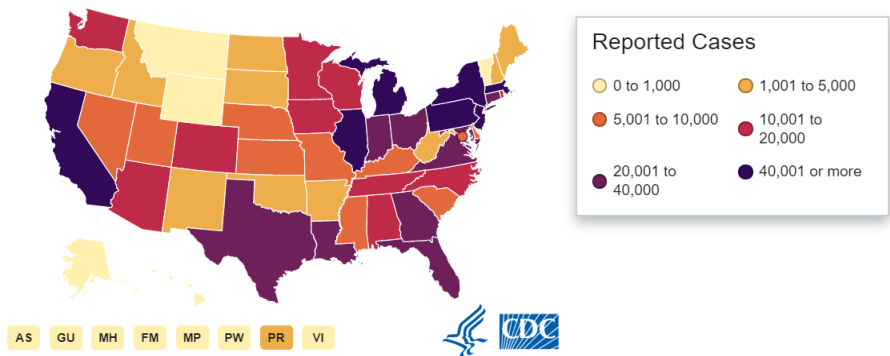 Reported Cases
0 to 1,000
1,001 to 5,000
5,001 to 10,000
10,001 to
20,000
20,001 to
40,000
40,001 or more
AS GU MH FM MP PW PR VI
CDC